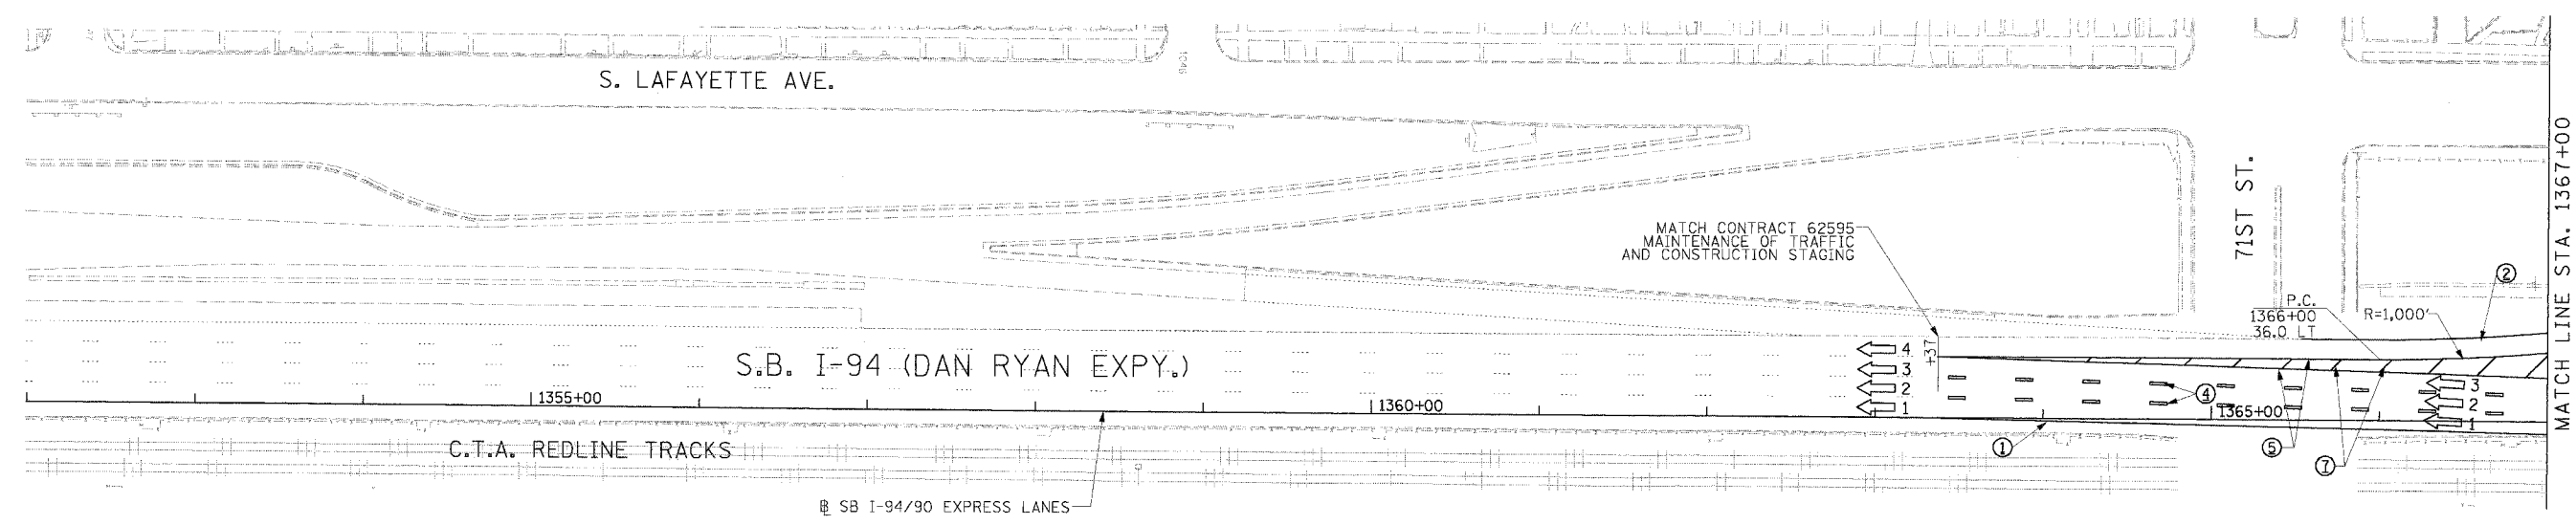 S. LAFAYETTE AVE.
MATCH CONTRACT 62595
MAINTENANCE OF TRAFFIC
AND CONSTRUCTION STAGING
71ST ST.
MATCH LINE STA. 1367+00
2
P.C.
1366+00
36.0 LT
R=1,000'
+37
S.B. I-94 (DAN RYAN EXPY.)
4
3
2
1
3
2
1
4
1355+00
1360+00
1365+00
C.T.A. REDLINE TRACKS
1
5
7
℄ SB I-94/90 EXPRESS LANES